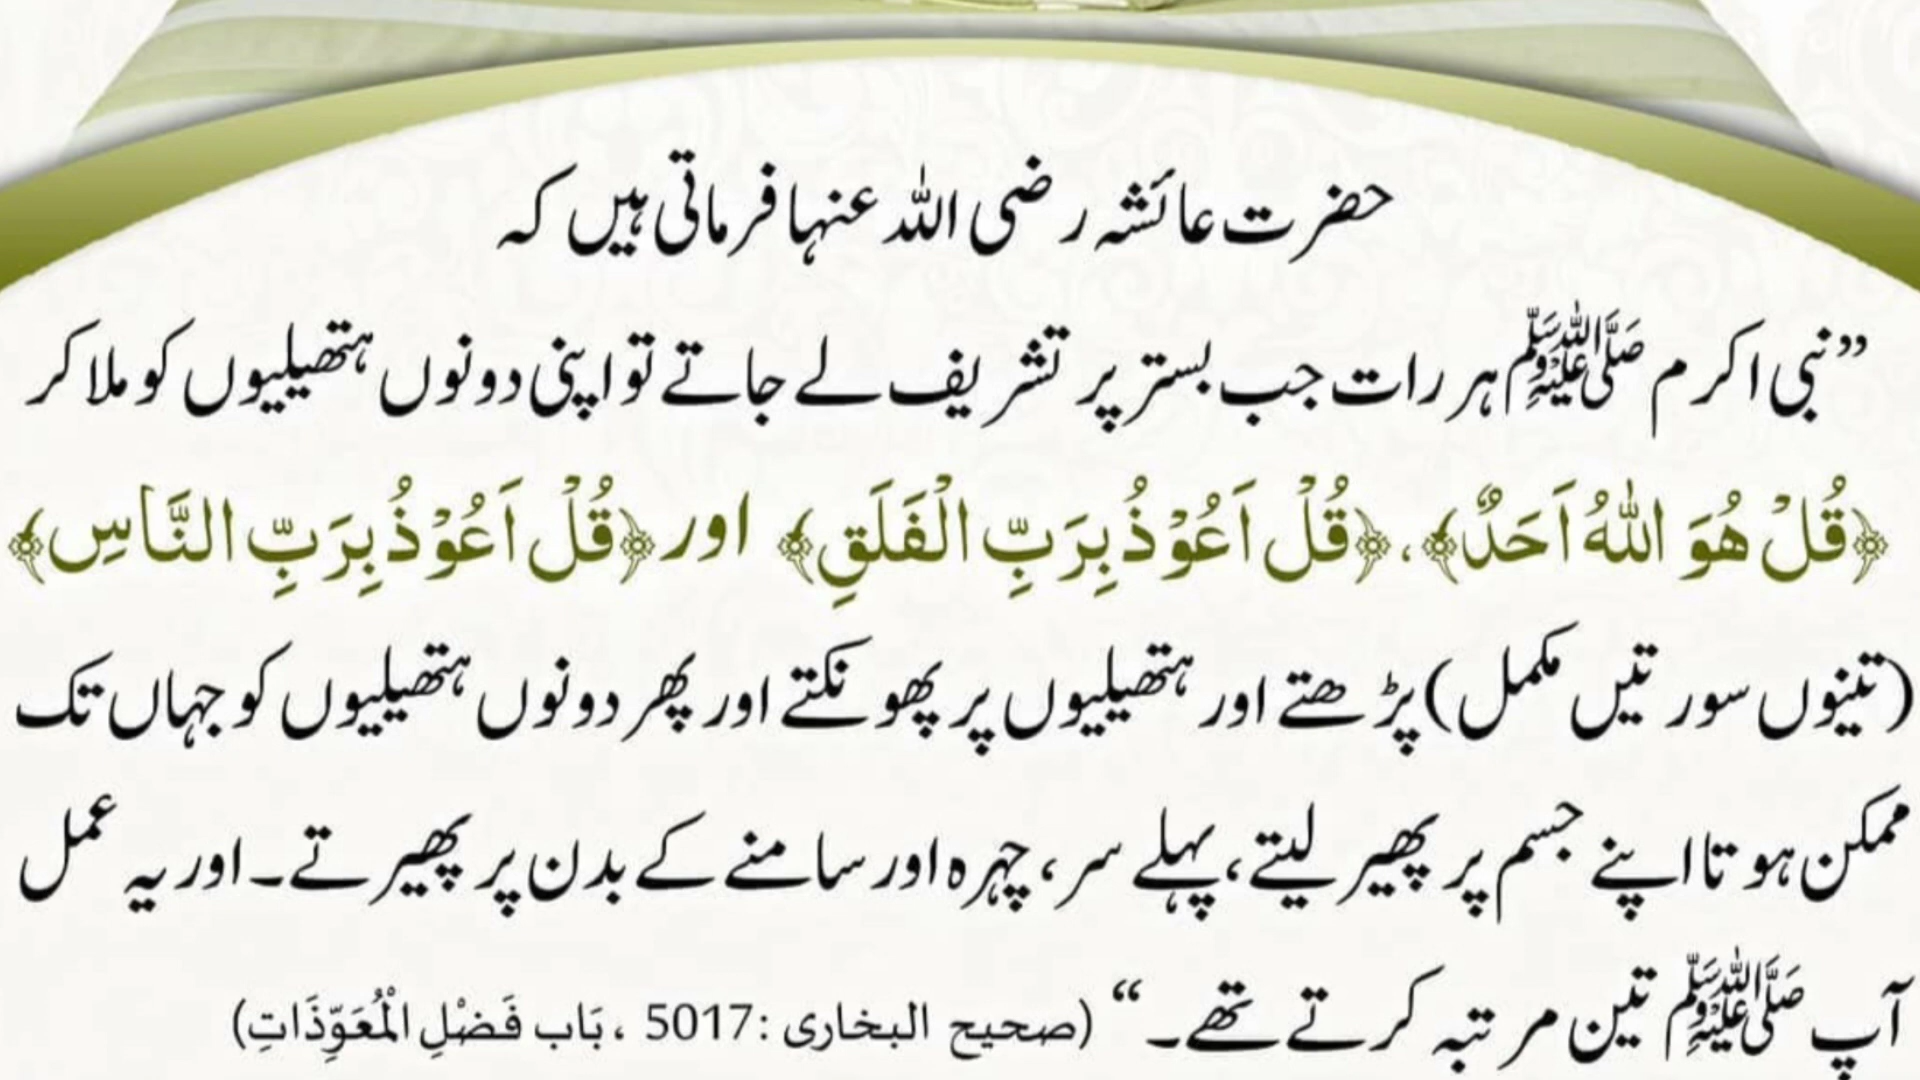 حضرت عائشہ رضی اللہ عنہا فرماتی ہیں کہ
”نبی اکرم ﷺ ہر رات جب بستر پر تشریف لے جاتے تو اپنی دونوں ہتھیلیوں کو ملا کر
﴿قُلْ هُوَ اللّٰهُ اَحَدٌ﴾، ﴿قُلْ اَعُوْذُ بِرَبِّ الْفَلَقِ﴾ اور ﴿قُلْ اَعُوْذُ بِرَبِّ النَّاسِ﴾
(تینوں سورتیں مکمل) پڑھتے اور ہتھیلیوں پر پھونکتے اور پھر دونوں ہتھیلیوں کو جہاں تک
ممکن ہوتا اپنے جسم پر پھیر لیتے، پہلے سر، چہرہ اور سامنے کے بدن پر پھیرتے۔ اور یہ عمل
آپ ﷺ تین مرتبہ کرتے تھے۔“ (صحیح البخاری: 5017، بَاب فَضْلِ الْمُعَوِّذَاتِ)